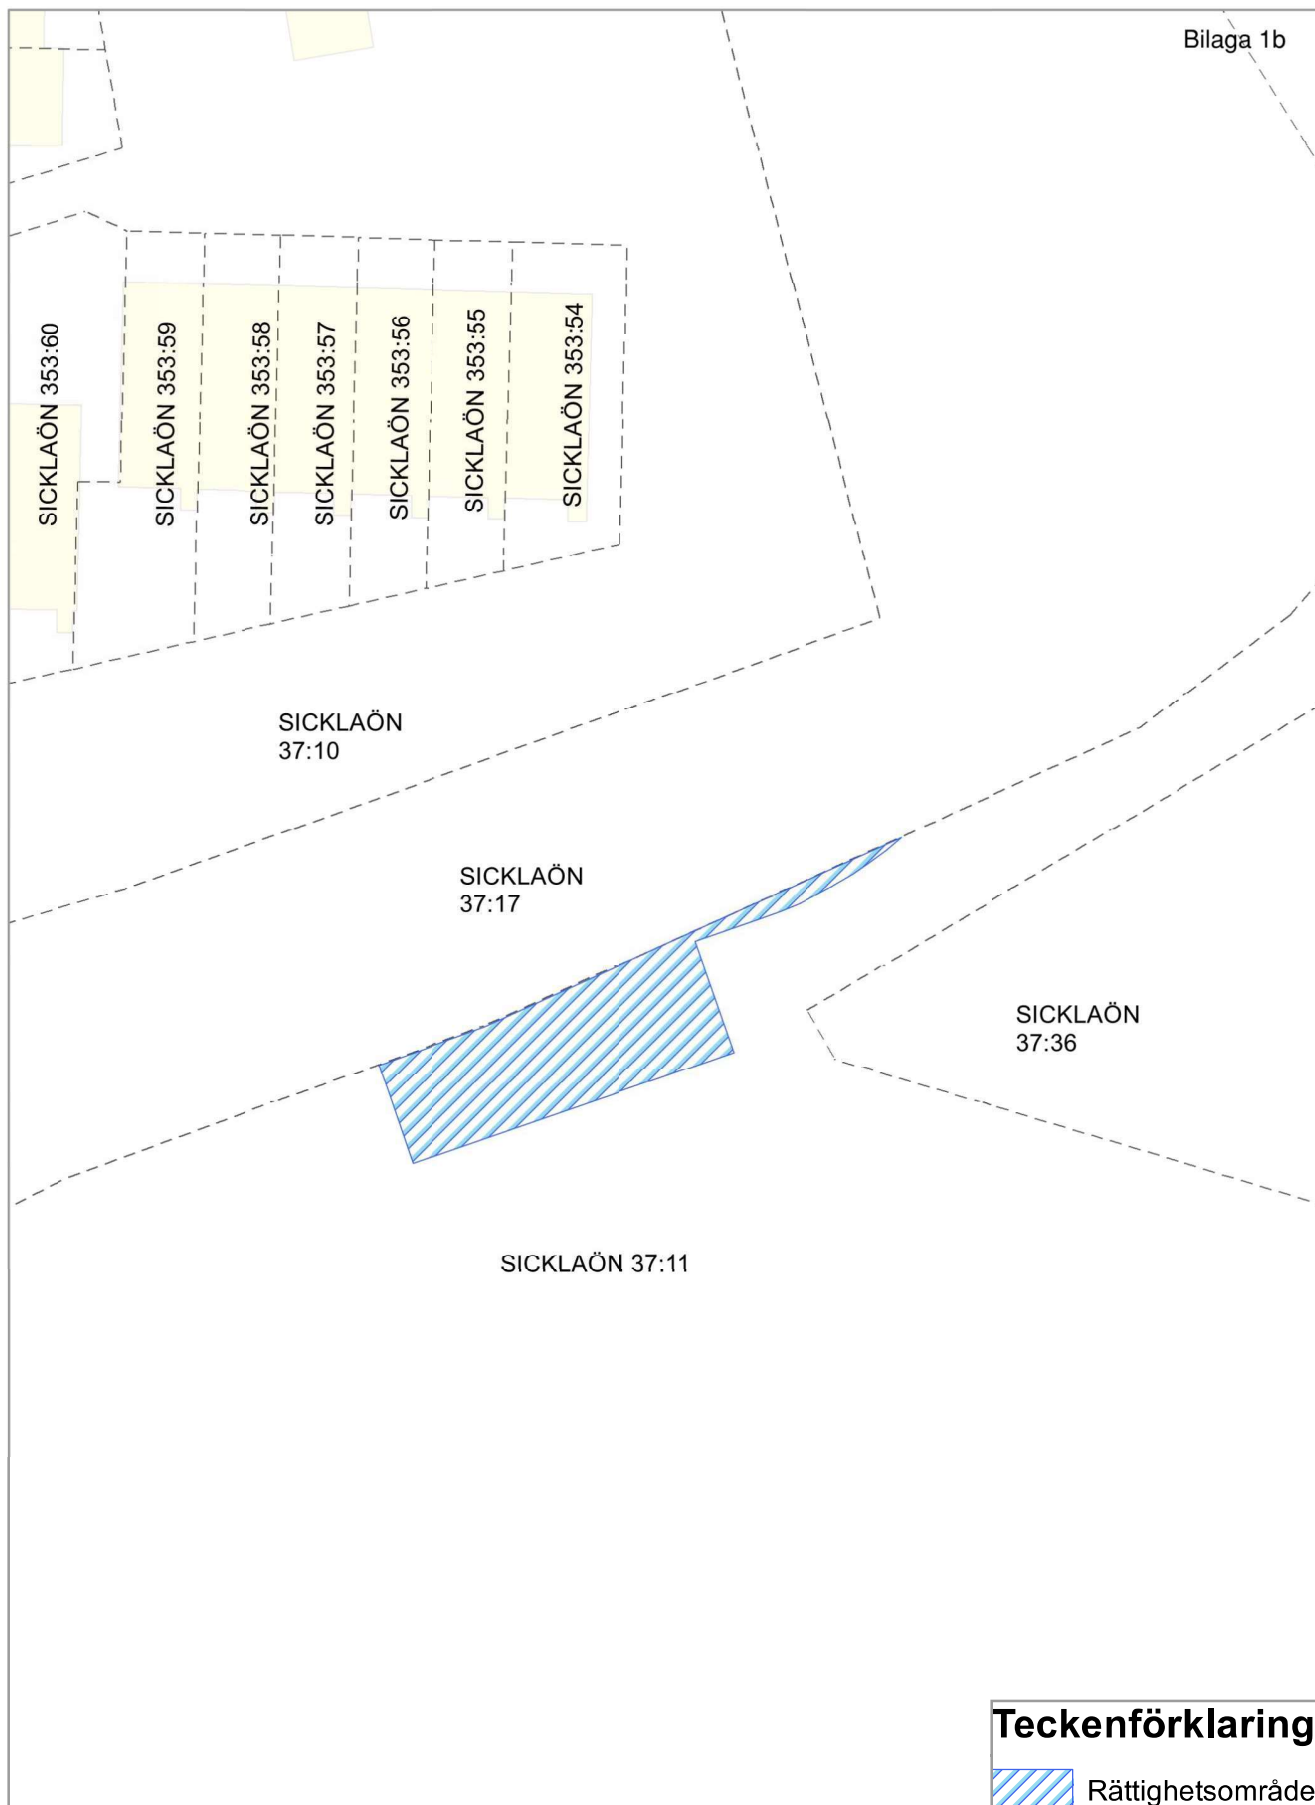 Bilaga 1b
SICKLAÖN 353:60
SICKLAÖN 353:59
SICKLAÖN 353:58
SICKLAÖN 353:57
SICKLAÖN 353:56
SICKLAÖN 353:55
SICKLAÖN 353:54
SICKLAÖN
37:10
SICKLAÖN
37:17
SICKLAÖN
37:36
SICKLAÖN 37:11
Teckenförklaring
Rättighetsområde